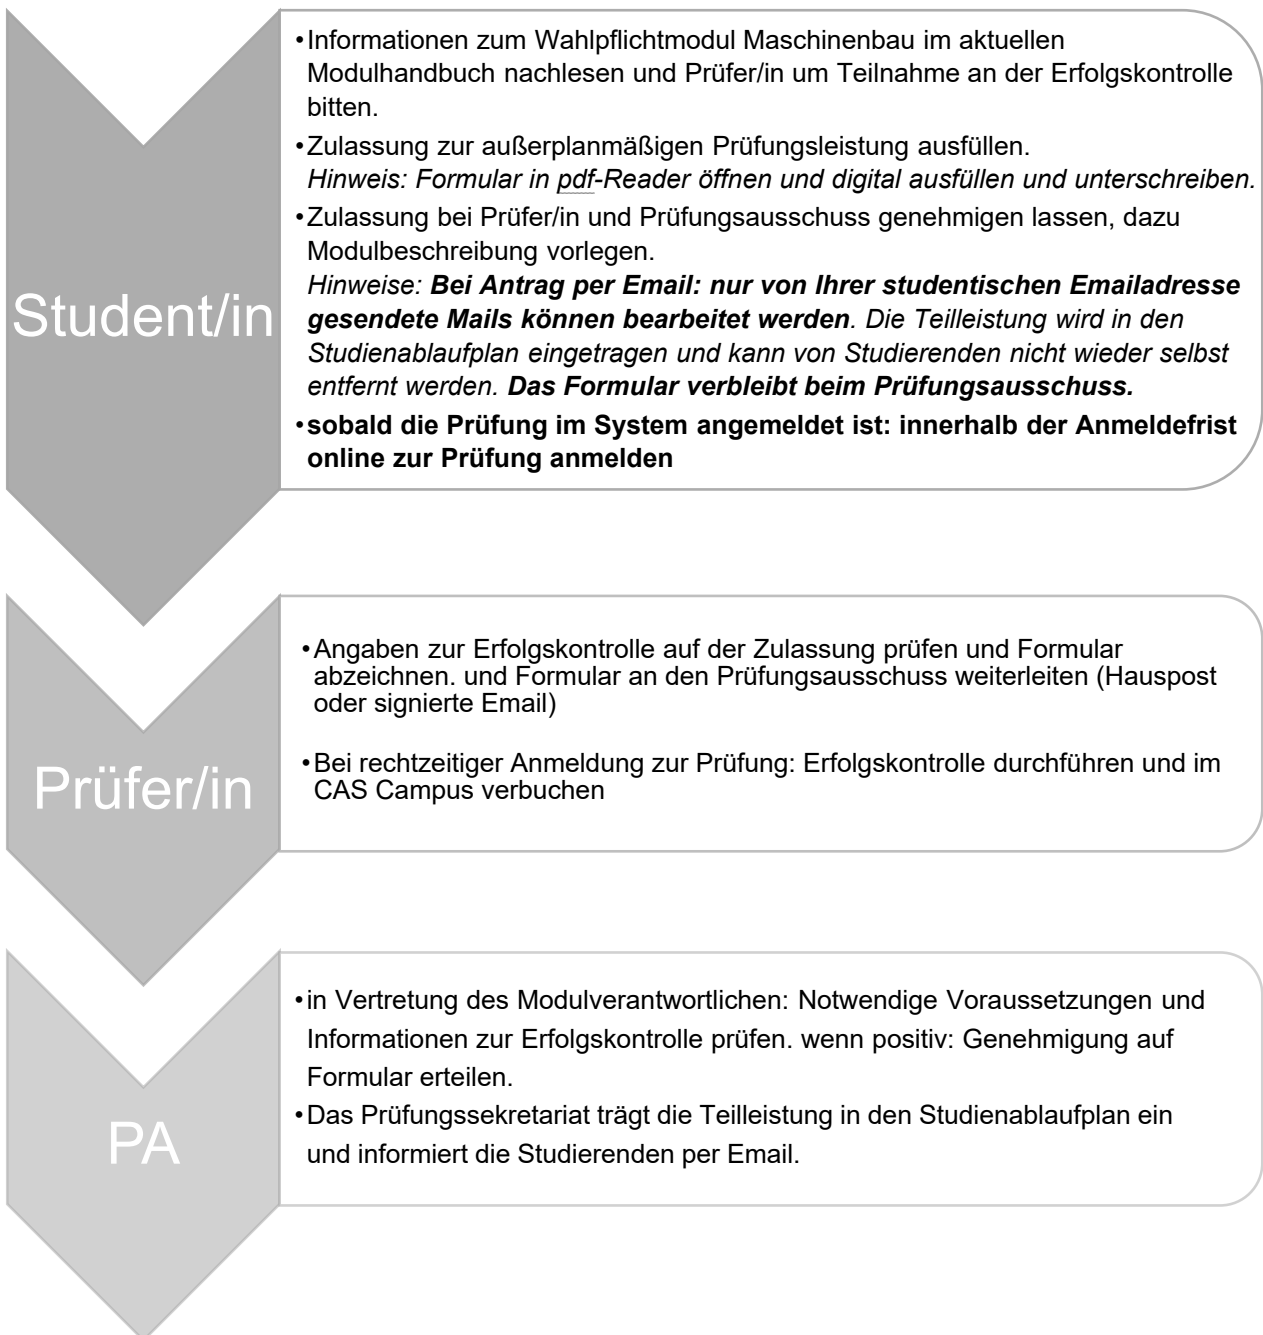 Student/in
•Informationen zum Wahlpflichtmodul Maschinenbau im aktuellen
Modulhandbuch nachlesen und Prüfer/in um Teilnahme an der Erfolgskontrolle
bitten.
•Zulassung zur außerplanmäßigen Prüfungsleistung ausfüllen.
Hinweis: Formular in pdf-Reader öffnen und digital ausfüllen und unterschreiben.
•Zulassung bei Prüfer/in und Prüfungsausschuss genehmigen lassen, dazu
Modulbeschreibung vorlegen.
Hinweise: Bei Antrag per Email: nur von Ihrer studentischen Emailadresse
gesendete Mails können bearbeitet werden. Die Teilleistung wird in den
Studienablaufplan eingetragen und kann von Studierenden nicht wieder selbst
entfernt werden. Das Formular verbleibt beim Prüfungsausschuss.
•sobald die Prüfung im System angemeldet ist: innerhalb der Anmeldefrist
online zur Prüfung anmelden
Prüfer/in
•Angaben zur Erfolgskontrolle auf der Zulassung prüfen und Formular
abzeichnen. und Formular an den Prüfungsausschuss weiterleiten (Hauspost
oder signierte Email)
•Bei rechtzeitiger Anmeldung zur Prüfung: Erfolgskontrolle durchführen und im
CAS Campus verbuchen
PA
•in Vertretung des Modulverantwortlichen: Notwendige Voraussetzungen und
Informationen zur Erfolgskontrolle prüfen. wenn positiv: Genehmigung auf
Formular erteilen.
•Das Prüfungssekretariat trägt die Teilleistung in den Studienablaufplan ein
und informiert die Studierenden per Email.